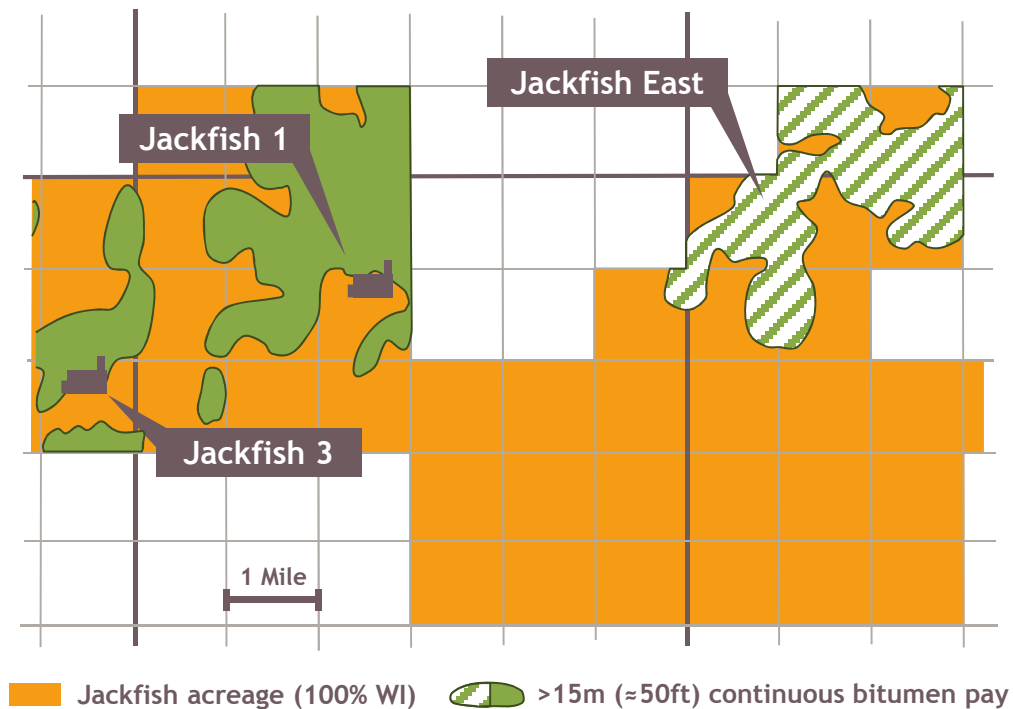 Jackfish East
Jackfish 1
Jackfish 3
1 Mile
Jackfish acreage (100% WI)
>15m (≈50ft) continuous bitumen pay